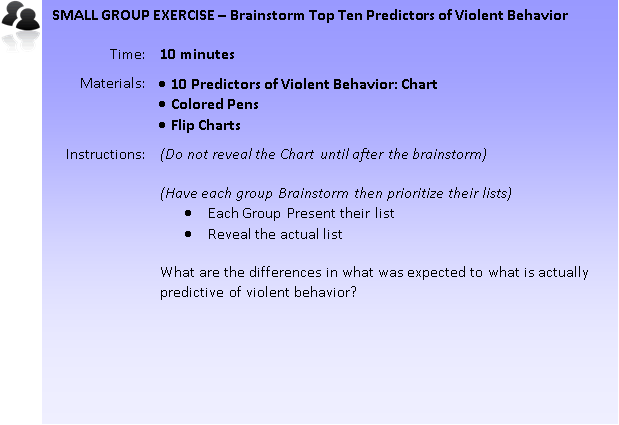 SMALL GROUP EXERCISE – Brainstorm Top Ten Predictors of Violent Behavior
Time: 10 minutes
Materials: • 10 Predictors of Violent Behavior: Chart
• Colored Pens
• Flip Charts
Instructions: (Do not reveal the Chart until after the brainstorm)
(Have each group Brainstorm then prioritize their lists)
• Each Group Present their list
• Reveal the actual list
What are the differences in what was expected to what is actually
predictive of violent behavior?